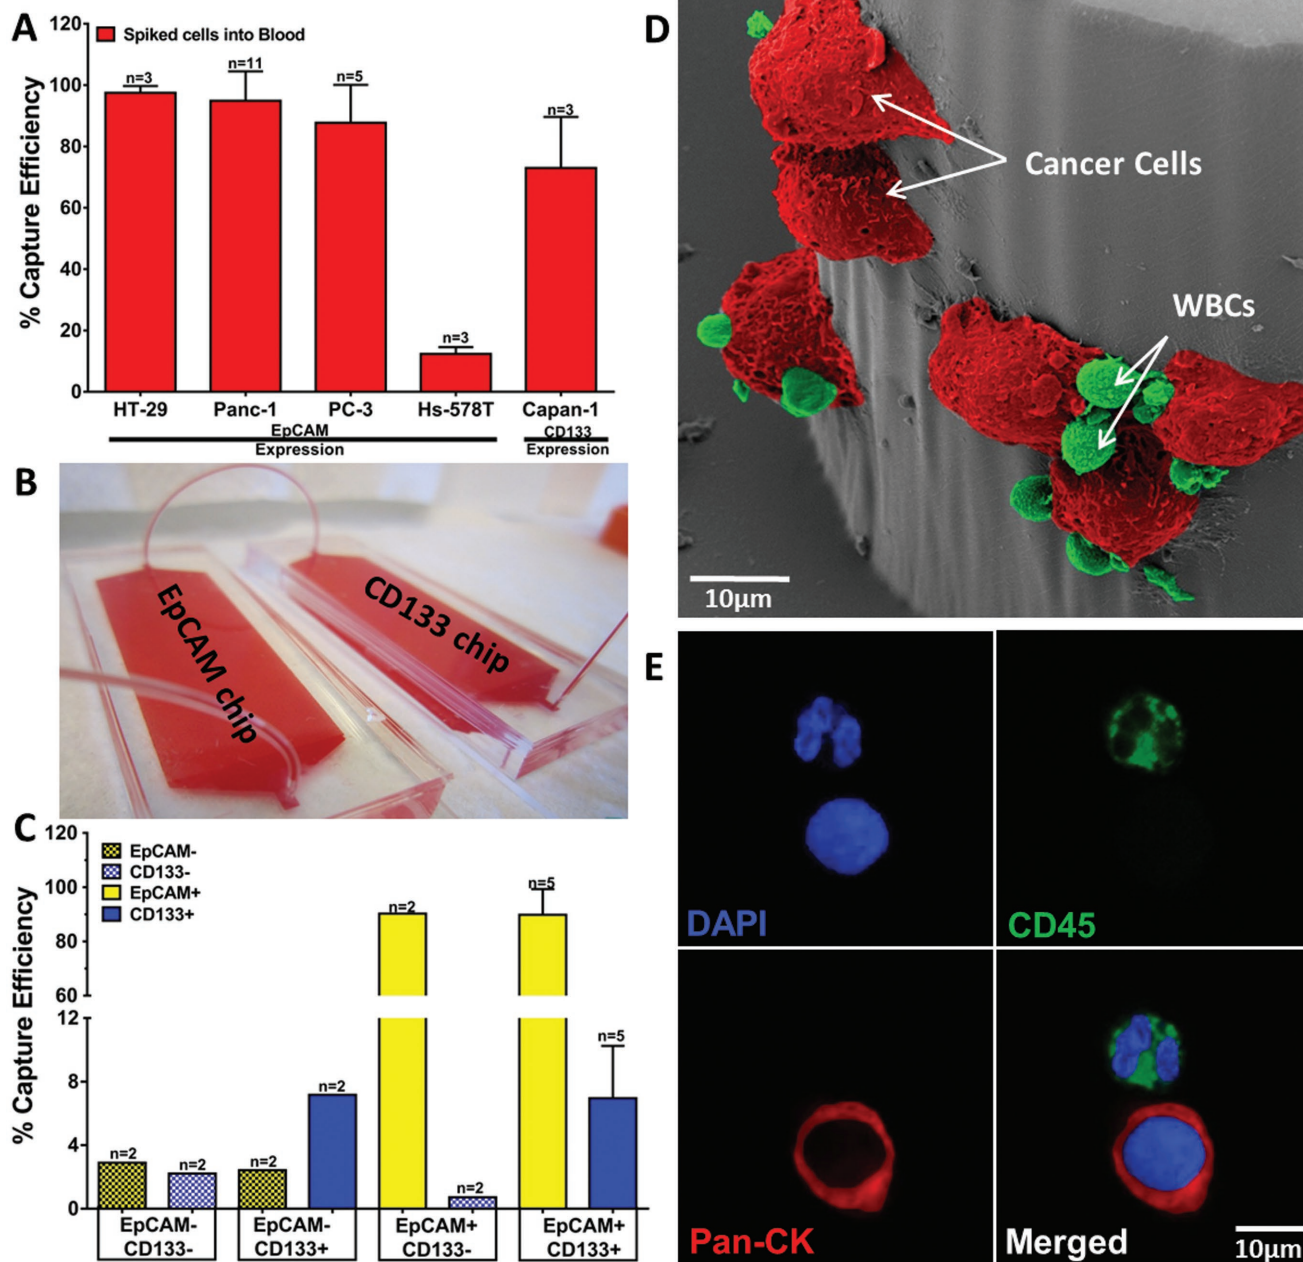 A
120
100
80
60
40
20
0
% Capture Efficiency
Spiked cells into Blood
n=3
n=11
n=5
n=3
n=3
HT-29 Panc-1 PC-3 Hs-578T Capan-1
EpCAM
Expression
CD133
Expression
B
EpCAM chip
CD133 chip
C
120
100
80
60
12
8
4
0
% Capture Efficiency
EpCAM-
CD133-
EpCAM+
CD133+
n=2
n=2
n=2
n=2
n=2
n=2
n=5
n=5
EpCAM-
CD133-
EpCAM-
CD133+
EpCAM+
CD133-
EpCAM+
CD133+
D
Cancer Cells
WBCs
10μm
E
DAPI
CD45
Pan-CK
Merged
10μm